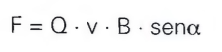 F = Q · v · B · senα